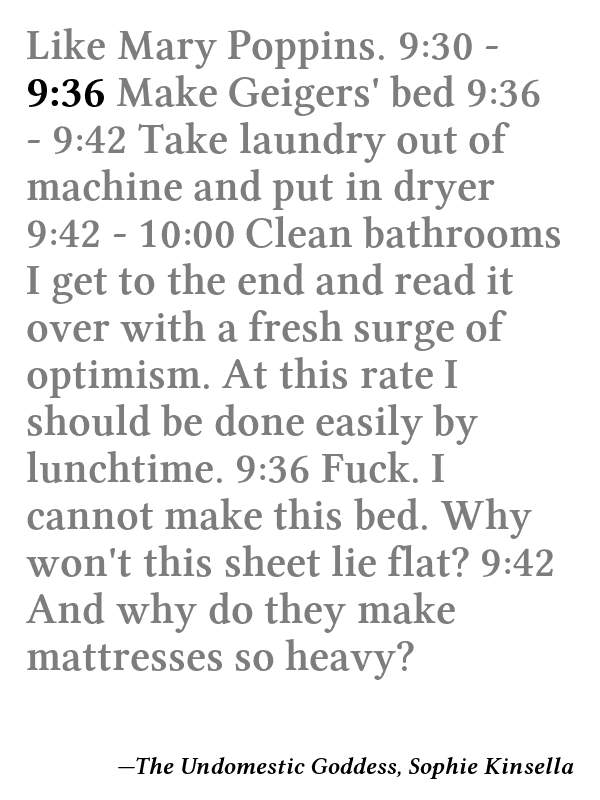 Like Mary Poppins. 9:30 -
9:36 Make Geigers' bed 9:36
- 9:42 Take laundry out of
machine and put in dryer
9:42 - 10:00 Clean bathrooms
I get to the end and read it
over with a fresh surge of
optimism. At this rate I
should be done easily by
lunchtime. 9:36 Fuck. I
cannot make this bed. Why
won't this sheet lie flat? 9:42
And why do they make
mattresses so heavy?
—The Undomestic Goddess, Sophie Kinsella